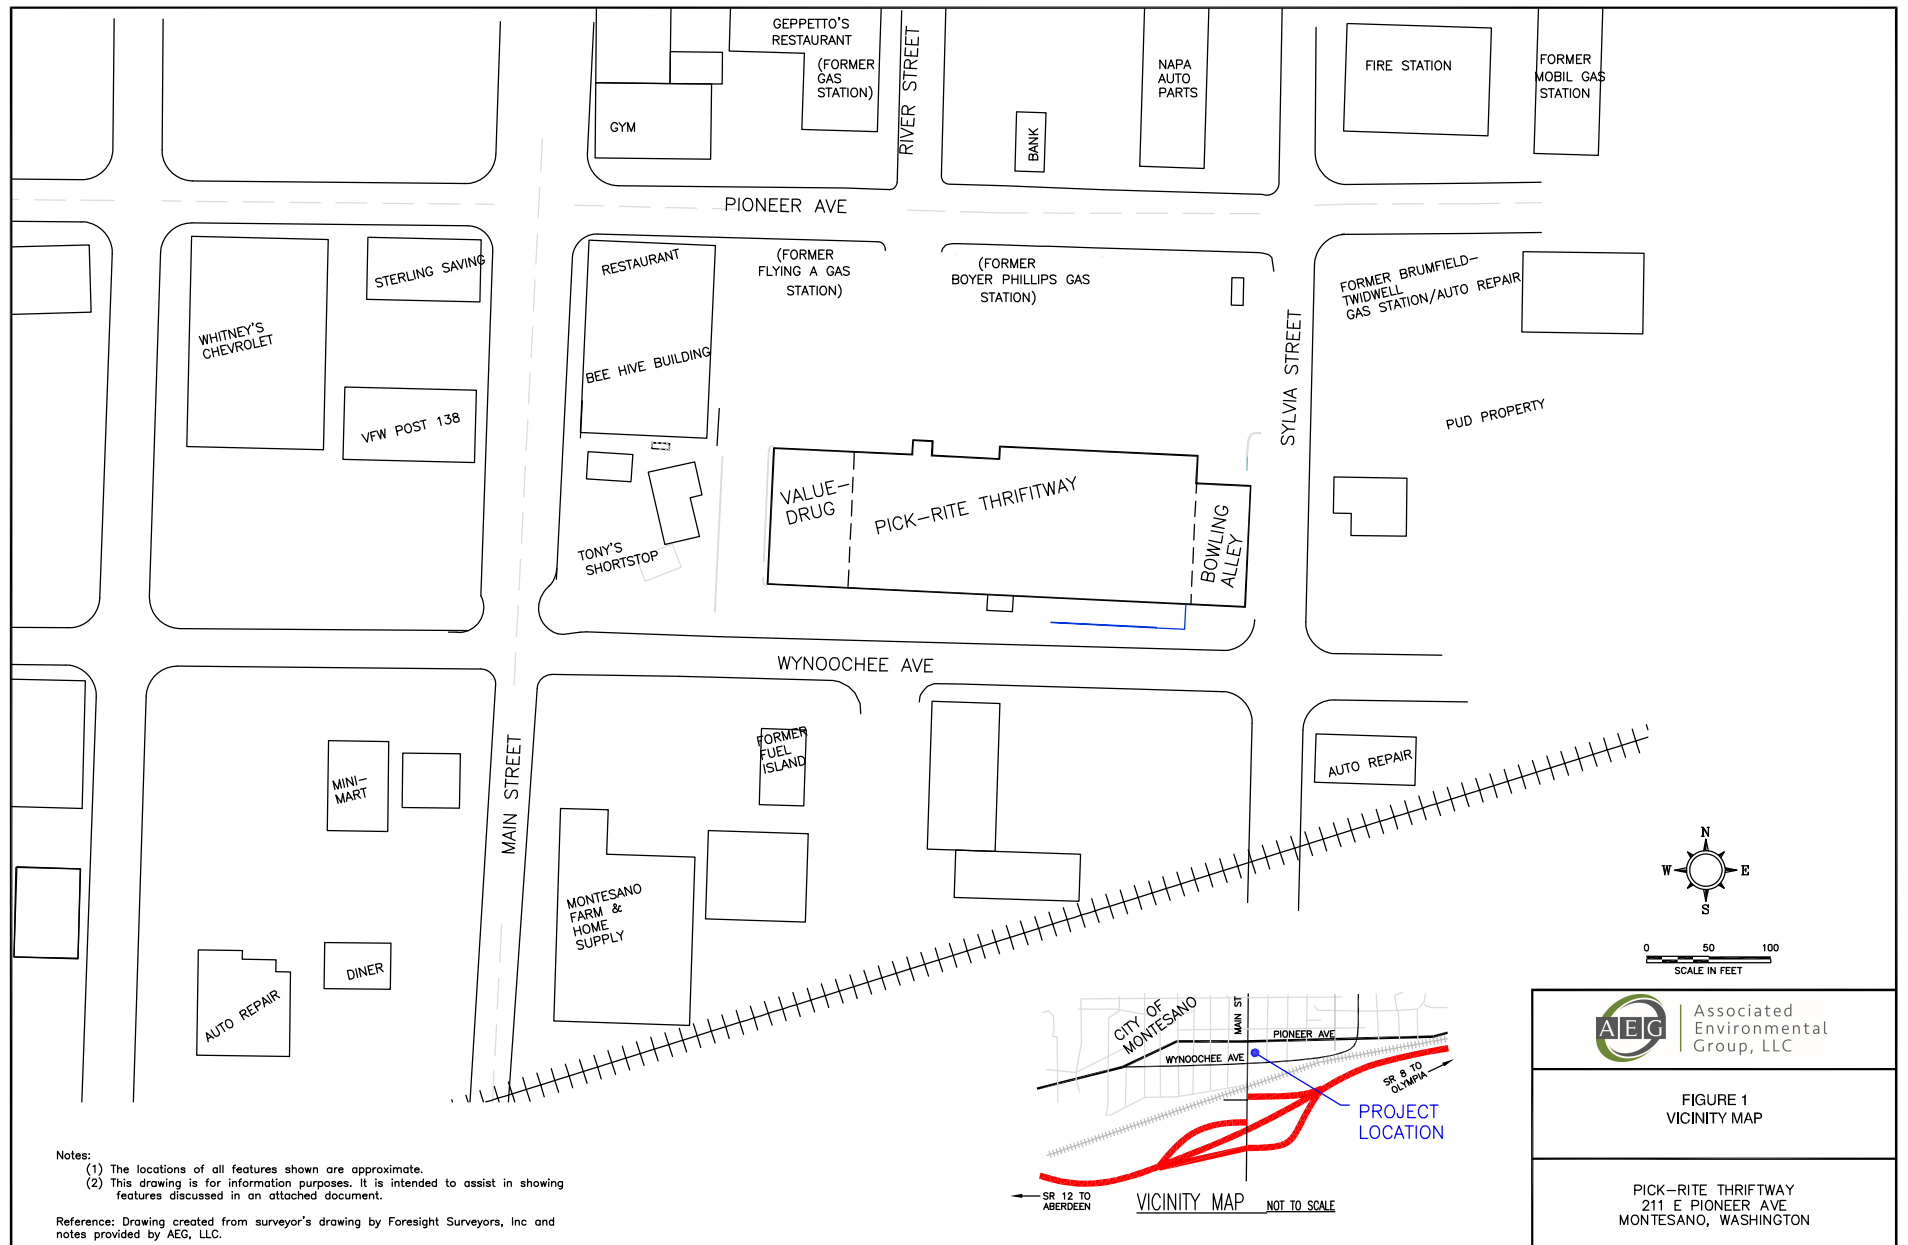 GEPPETTO'S
RESTAURANT
(FORMER
GAS
STATION)
GYM
RIVER STREET
BANK
NAPA
AUTO
PARTS
FIRE STATION
FORMER
MOBIL GAS
STATION
PIONEER AVE
STERLING SAVING
WHITNEY'S
CHEVROLET
VFW POST 138
RESTAURANT
BEE HIVE BUILDING
(FORMER
FLYING A GAS
STATION)
(FORMER
BOYER PHILLIPS GAS
STATION)
SYLVIA STREET
FORMER BRUMFIELD-
TWIDWELL
GAS STATION/AUTO REPAIR
PUD PROPERTY
TONY'S
SHORTSTOP
VALUE-
DRUG
PICK-RITE THRIFITWAY
BOWLING
ALLEY
WYNOOCHEE AVE
MAIN STREET
MINI-
MART
FORMER
FUEL
ISLAND
AUTO REPAIR
MONTESANO
FARM &
HOME
SUPPLY
DINER
AUTO REPAIR
N
W E
S
0 50 100
SCALE IN FEET
CITY OF
MONTESANO
MAIN ST
PIONEER AVE
WYNOOCHEE AVE
SR 8 TO
OLYMPIA
PROJECT
LOCATION
SR 12 TO
ABERDEEN
VICINITY MAP NOT TO SCALE
AEG
Associated
Environmental
Group, LLC
FIGURE 1
VICINITY MAP
PICK-RITE THRIFTWAY
211 E PIONEER AVE
MONTESANO, WASHINGTON
Notes:
(1) The locations of all features shown are approximate.
(2) This drawing is for information purposes. It is intended to assist in showing
features discussed in an attached document.
Reference: Drawing created from surveyor's drawing by Foresight Surveyors, Inc and
notes provided by AEG, LLC.